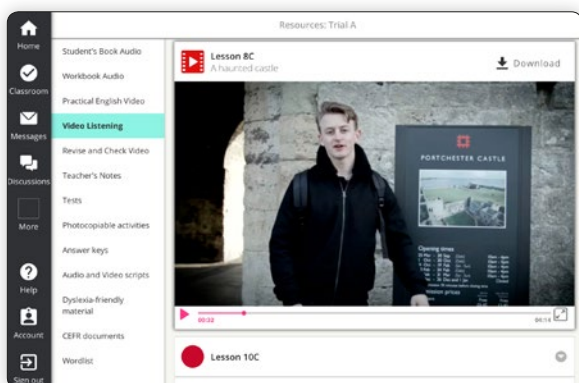 Resources: Trial A
Home
Classroom
Messages
Discussions
More
Help
Account
Sign out
Student's Book Audio
Workbook Audio
Practical English Video
Video Listening
Revise and Check Video
Teacher's Notes
Tests
Photocopiable activities
Answer keys
Audio and Video scripts
Dyslexia-friendly
material
CEFR documents
Wordlist
Lesson 8C
A haunted castle
Download
PORTCHESTER CASTLE
Opening times
00:32
04:14
Lesson 10C